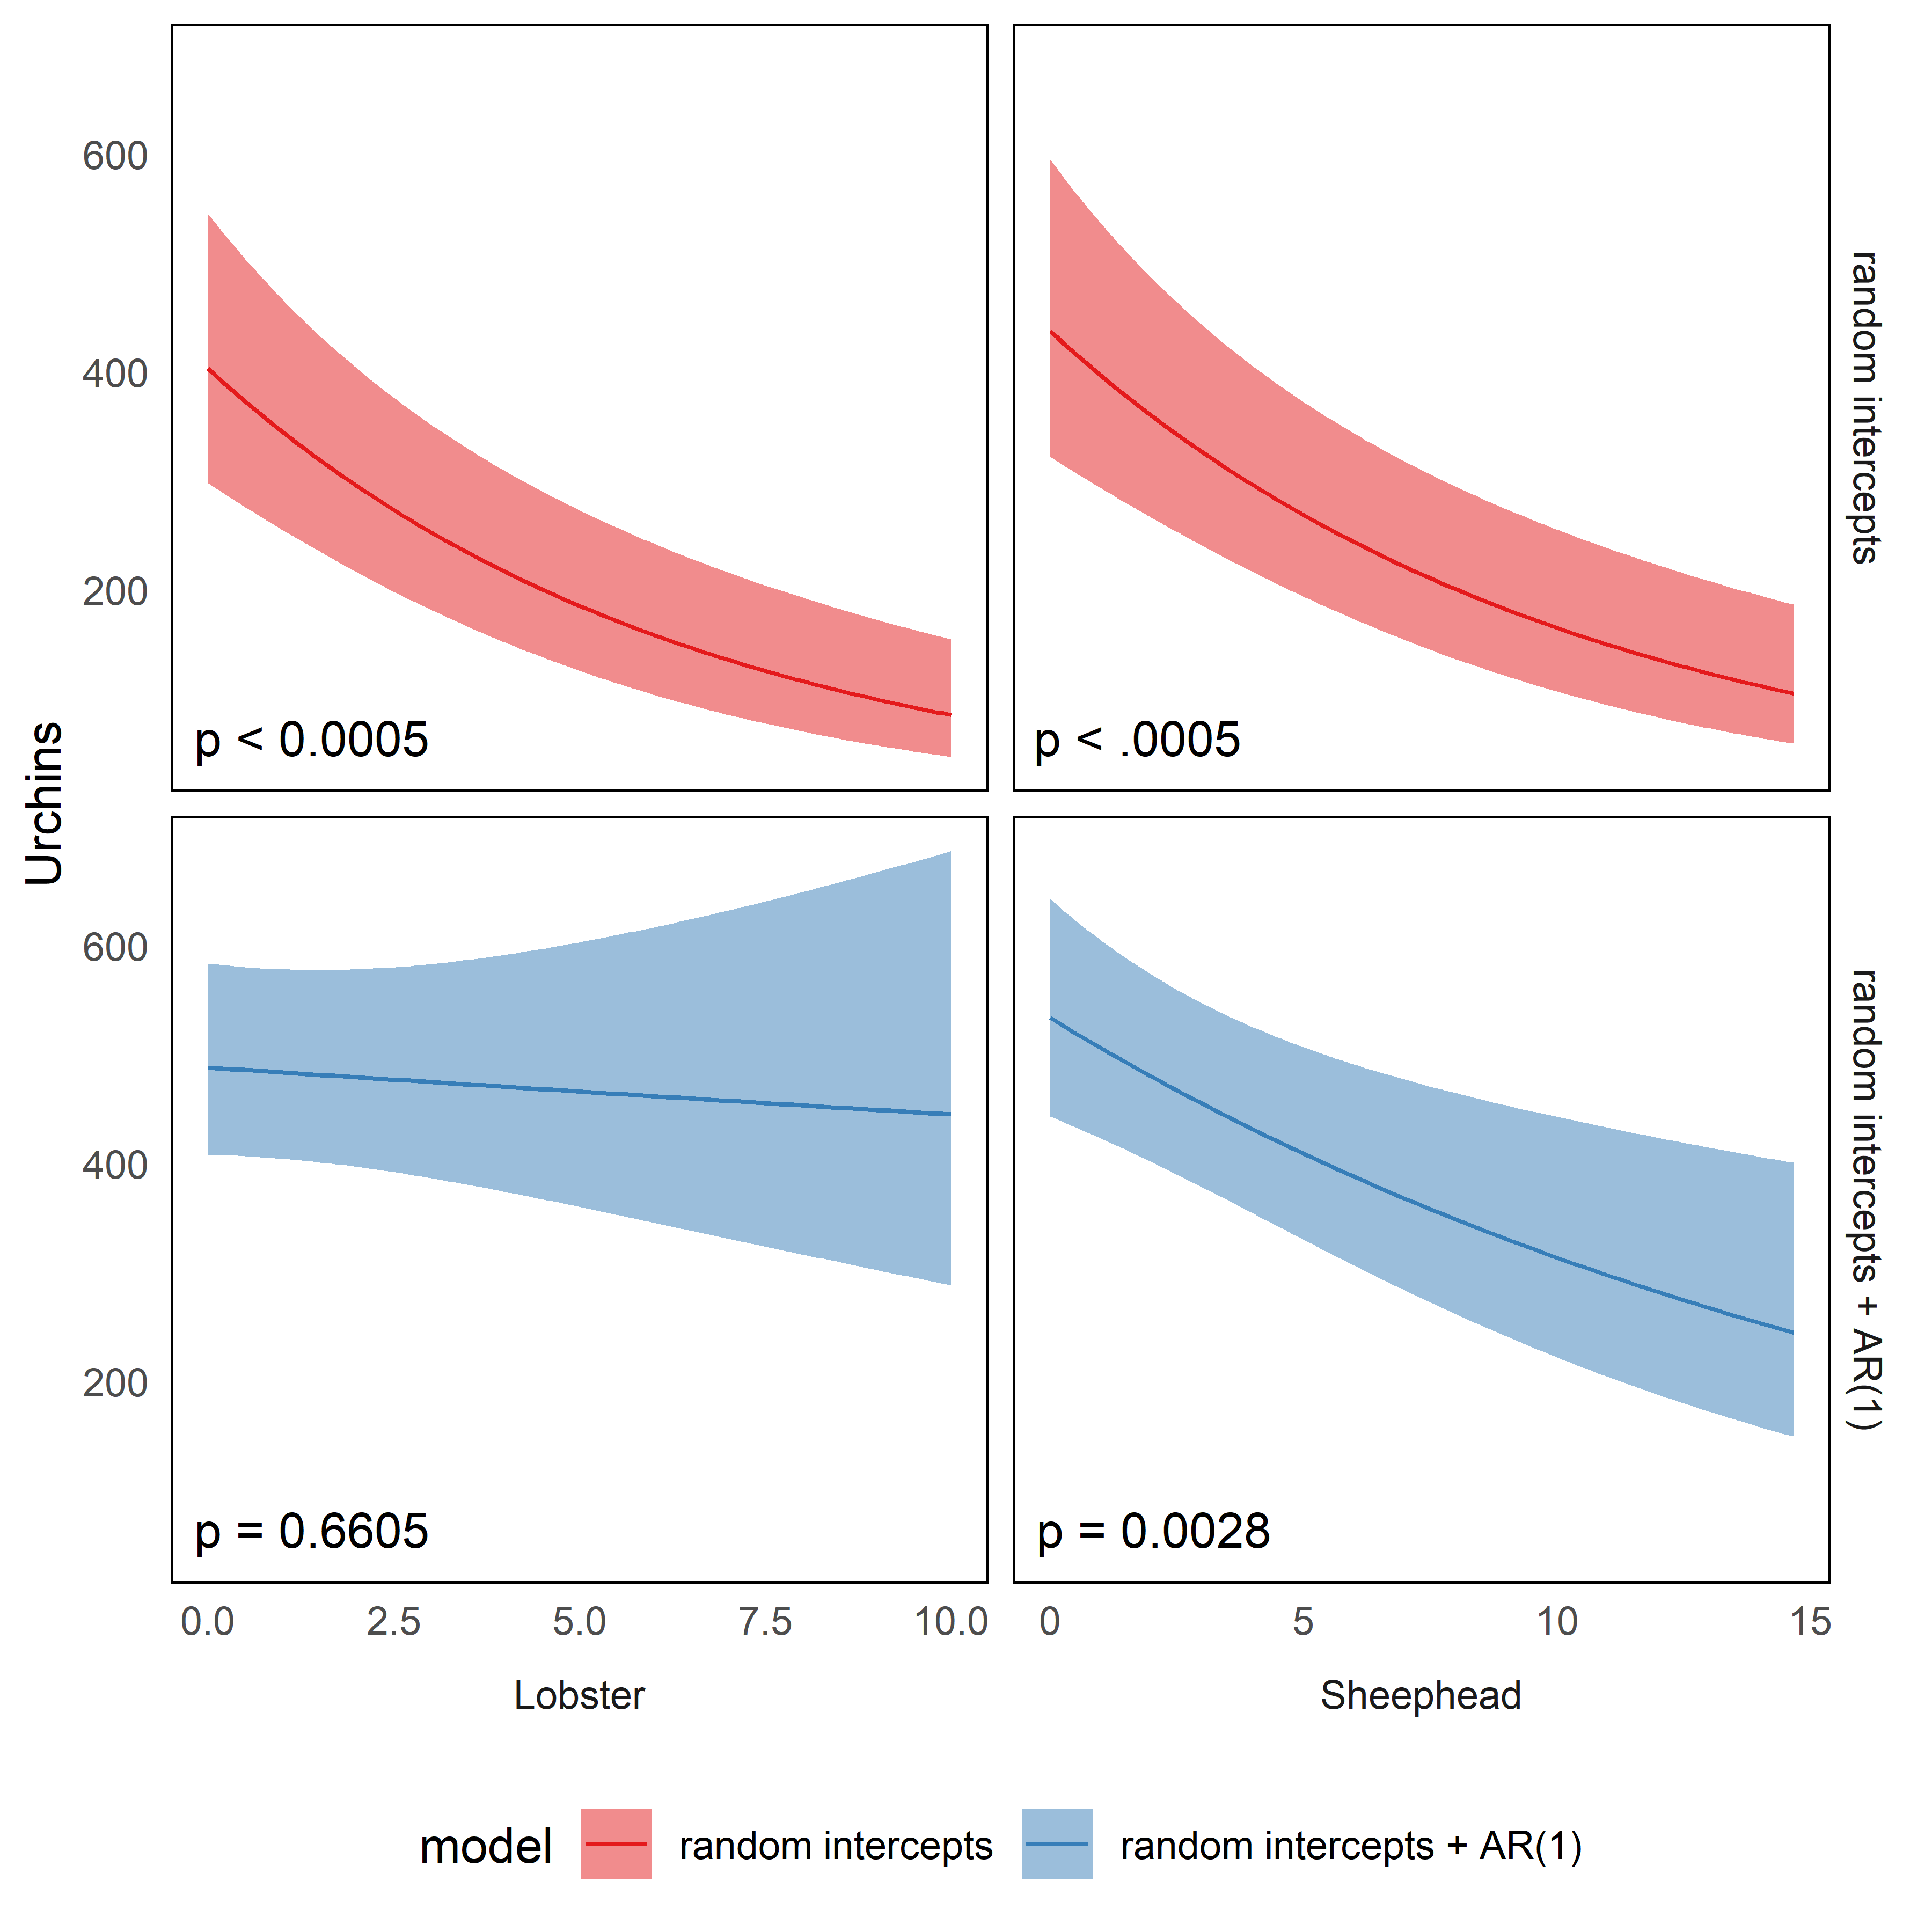 600
400
200
p < 0.0005
p < .0005
random intercepts
Urchins
600
400
200
p = 0.6605
p = 0.0028
random intercepts + AR(1)
0.0 2.5 5.0 7.5 10.0
0 5 10 15
Lobster
Sheephead
model random intercepts random intercepts + AR(1)